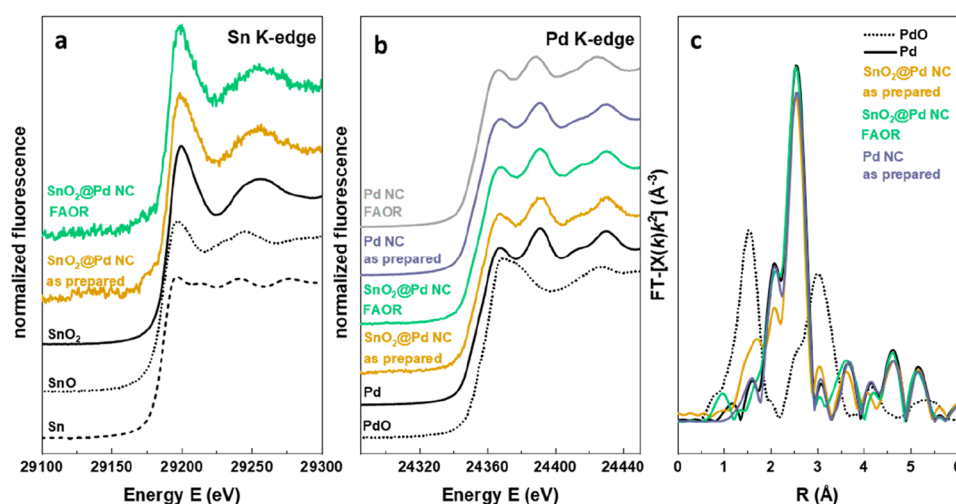 a
Sn K-edge
normalized fluorescence
SnO₂@Pd NC
FAOR
SnO₂@Pd NC
as prepared
SnO₂
SnO
Sn
29100 29150 29200 29250 29300
Energy E (eV)
b
Pd K-edge
normalized fluorescence
Pd NC
FAOR
Pd NC
as prepared
SnO₂@Pd NC
FAOR
SnO₂@Pd NC
as prepared
Pd
PdO
24320 24360 24400 24440
Energy E (eV)
c
PdO
Pd
SnO₂@Pd NC
as prepared
SnO₂@Pd NC
FAOR
Pd NC
as prepared
FT-[X(k)k²] (Å-³)
0 1 2 3 4 5 6
R (Å)